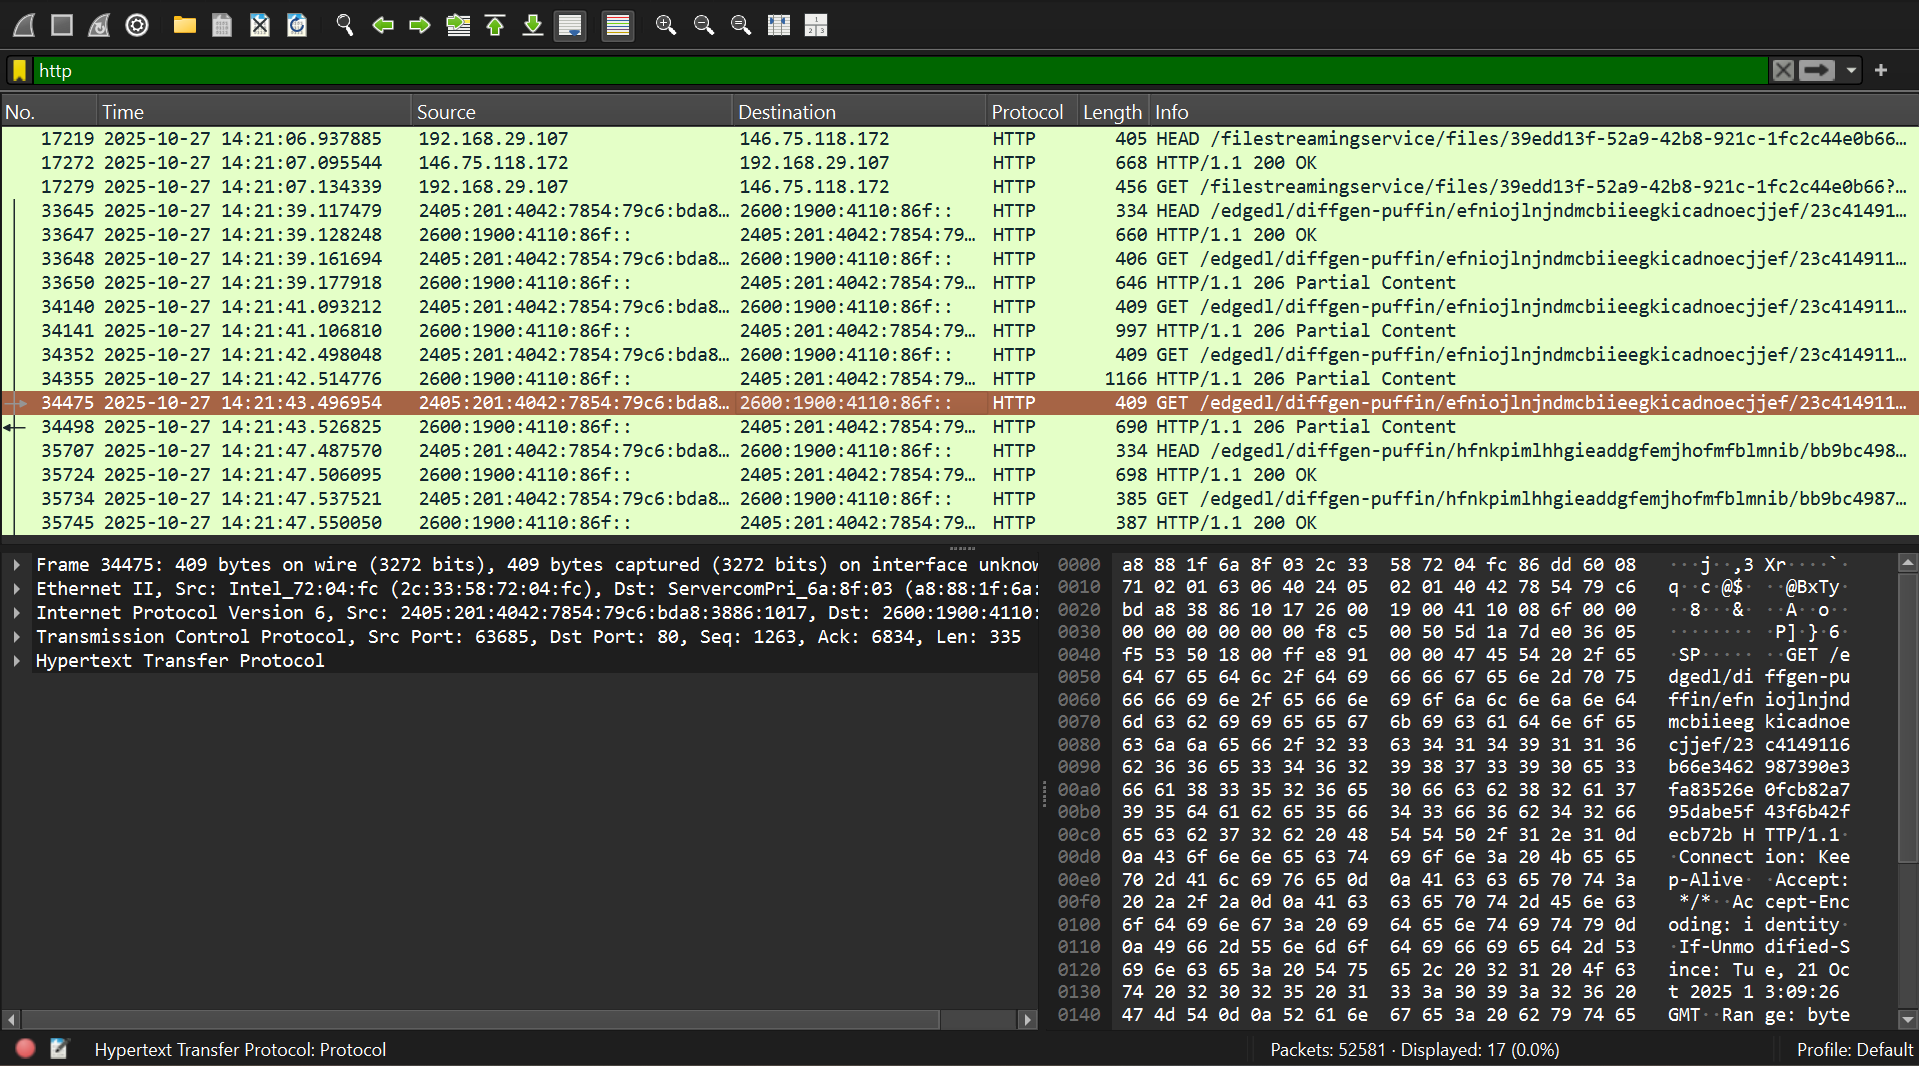 http
No. Time Source Destination Protocol Length Info
17219 2025-10-27 14:21:06.937885 192.168.29.107 146.75.118.172 HTTP 405 HEAD /filestreamingservice/files/39edd13f-52a9-42b8-921c-1fc2c44e0b66…
17272 2025-10-27 14:21:07.095544 146.75.118.172 192.168.29.107 HTTP 668 HTTP/1.1 200 OK
17279 2025-10-27 14:21:07.134339 192.168.29.107 146.75.118.172 HTTP 456 GET /filestreamingservice/files/39edd13f-52a9-42b8-921c-1fc2c44e0b66?…
33645 2025-10-27 14:21:39.117479 2405:201:4042:7854:79c6:bda8… 2600:1900:4110:86f:: HTTP 334 HEAD /edgedl/diffgen-puffin/efniojlnjndmcbiieegkicadnoecjjef/23c41491…
33647 2025-10-27 14:21:39.128248 2600:1900:4110:86f:: 2405:201:4042:7854:79… HTTP 660 HTTP/1.1 200 OK
33648 2025-10-27 14:21:39.161694 2405:201:4042:7854:79c6:bda8… 2600:1900:4110:86f:: HTTP 406 GET /edgedl/diffgen-puffin/efniojlnjndmcbiieegkicadnoecjjef/23c414911…
33650 2025-10-27 14:21:39.177918 2600:1900:4110:86f:: 2405:201:4042:7854:79… HTTP 646 HTTP/1.1 206 Partial Content
34140 2025-10-27 14:21:41.093212 2405:201:4042:7854:79c6:bda8… 2600:1900:4110:86f:: HTTP 409 GET /edgedl/diffgen-puffin/efniojlnjndmcbiieegkicadnoecjjef/23c414911…
34141 2025-10-27 14:21:41.106810 2600:1900:4110:86f:: 2405:201:4042:7854:79… HTTP 997 HTTP/1.1 206 Partial Content
34352 2025-10-27 14:21:42.498048 2405:201:4042:7854:79c6:bda8… 2600:1900:4110:86f:: HTTP 409 GET /edgedl/diffgen-puffin/efniojlnjndmcbiieegkicadnoecjjef/23c414911…
34355 2025-10-27 14:21:42.514776 2600:1900:4110:86f:: 2405:201:4042:7854:79… HTTP 1166 HTTP/1.1 206 Partial Content
34475 2025-10-27 14:21:43.496954 2405:201:4042:7854:79c6:bda8… 2600:1900:4110:86f:: HTTP 409 GET /edgedl/diffgen-puffin/efniojlnjndmcbiieegkicadnoecjjef/23c414911…
34498 2025-10-27 14:21:43.526825 2600:1900:4110:86f:: 2405:201:4042:7854:79… HTTP 690 HTTP/1.1 206 Partial Content
35707 2025-10-27 14:21:47.487570 2405:201:4042:7854:79c6:bda8… 2600:1900:4110:86f:: HTTP 334 HEAD /edgedl/diffgen-puffin/hfnkpimlhhgieaddgfemjhofmfblmnib/bb9bc498…
35724 2025-10-27 14:21:47.506095 2600:1900:4110:86f:: 2405:201:4042:7854:79… HTTP 698 HTTP/1.1 200 OK
35734 2025-10-27 14:21:47.537521 2405:201:4042:7854:79c6:bda8… 2600:1900:4110:86f:: HTTP 385 GET /edgedl/diffgen-puffin/hfnkpimlhhgieaddgfemjhofmfblmnib/bb9bc4987…
35745 2025-10-27 14:21:47.550050 2600:1900:4110:86f:: 2405:201:4042:7854:79… HTTP 387 HTTP/1.1 200 OK
Frame 34475: 409 bytes on wire (3272 bits), 409 bytes captured (3272 bits) on interface unknow
Ethernet II, Src: Intel_72:04:fc (2c:33:58:72:04:fc), Dst: ServercomPri_6a:8f:03 (a8:88:1f:6a:
Internet Protocol Version 6, Src: 2405:201:4042:7854:79c6:bda8:3886:1017, Dst: 2600:1900:4110:
Transmission Control Protocol, Src Port: 63685, Dst Port: 80, Seq: 1263, Ack: 6834, Len: 335
Hypertext Transfer Protocol
0000 a8 88 1f 6a 8f 03 2c 33 58 72 04 fc 86 dd 60 08 ···j··,3 Xr····`·
0010 71 02 01 63 06 40 24 05 02 01 40 42 78 54 79 c6 q··c·@$· ··@BxTy·
0020 bd a8 38 86 10 17 26 00 19 00 41 10 08 6f 00 00 ··8···&· ··A··o··
0030 00 00 00 00 00 00 f8 c5 00 50 5d 1a 7d e0 36 05 ········ ·P]·}·6·
0040 f5 53 50 18 00 ff e8 91 00 00 47 45 54 20 2f 65 ·SP····· ··GET /e
0050 64 67 65 64 6c 2f 64 69 66 66 67 65 6e 2d 70 75 dgedl/di ffgen-pu
0060 66 66 69 6e 2f 65 66 6e 69 6f 6a 6c 6e 6a 6e 64 ffin/efn iojlnjnd
0070 6d 63 62 69 69 65 65 67 6b 69 63 61 64 6e 6f 65 mcbiieeg kicadnoe
0080 63 6a 6a 65 66 2f 32 33 63 34 31 34 39 31 31 36 cjjef/23 c4149116
0090 62 36 36 65 33 34 36 32 39 38 37 33 39 30 65 33 b66e3462 987390e3
00a0 66 61 38 33 35 32 36 65 30 66 63 62 38 32 61 37 fa83526e 0fcb82a7
00b0 39 35 64 61 62 65 35 66 34 33 66 36 62 34 32 66 95dabe5f 43f6b42f
00c0 65 63 62 37 32 62 20 48 54 54 50 2f 31 2e 31 0d ecb72b H TTP/1.1·
00d0 0a 43 6f 6e 6e 65 63 74 69 6f 6e 3a 20 4b 65 65 ·Connect ion: Kee
00e0 70 2d 41 6c 69 76 65 0d 0a 41 63 63 65 70 74 3a p-Alive· ·Accept:
00f0 20 2a 2f 2a 0d 0a 41 63 63 65 70 74 2d 45 6e 63 */*··Ac cept-Enc
0100 6f 64 69 6e 67 3a 20 69 64 65 6e 74 69 74 79 0d oding: i dentity·
0110 0a 49 66 2d 55 6e 6d 6f 64 69 66 69 65 64 2d 53 ·If-Unmo dified-S
0120 69 6e 63 65 3a 20 54 75 65 2c 20 32 31 20 4f 63 ince: Tu e, 21 Oc
0130 74 20 32 30 32 35 20 31 33 3a 30 39 3a 32 36 20 t 2025 1 3:09:26
0140 47 4d 54 0d 0a 52 61 6e 67 65 3a 20 62 79 74 65 GMT··Ran ge: byte
Hypertext Transfer Protocol: Protocol Packets: 52581 · Displayed: 17 (0.0%) Profile: Default